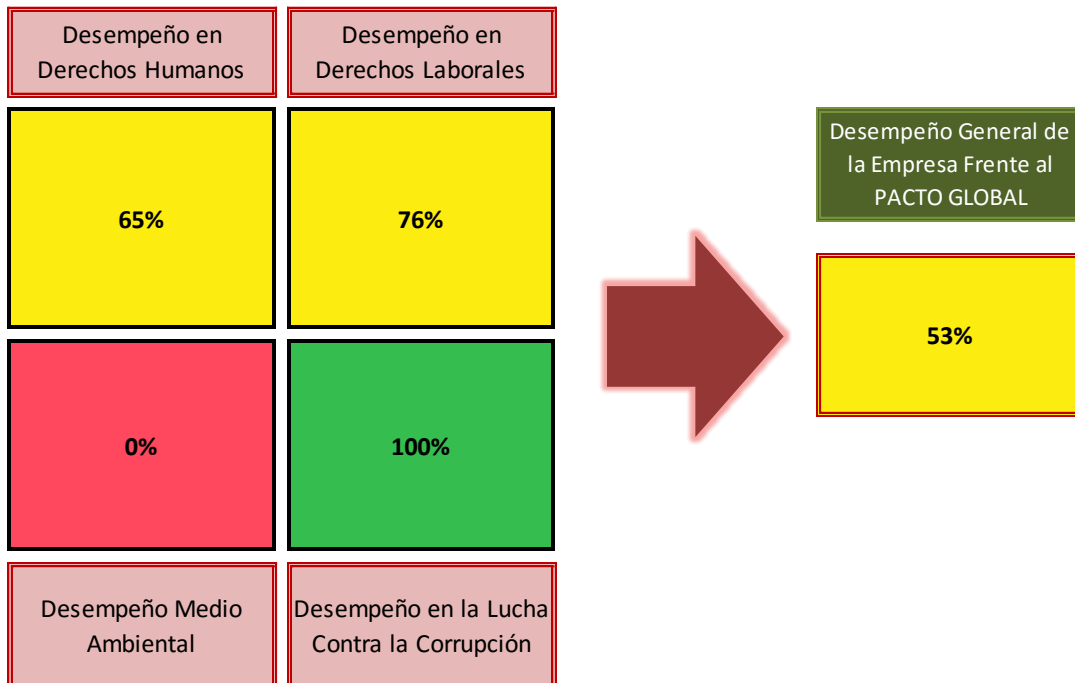 Desempeño en
Derechos Humanos
Desempeño en
Derechos Laborales
65%
76%
0%
100%
Desempeño Medio
Ambiental
Desempeño en la Lucha
Contra la Corrupción
Desempeño General de
la Empresa Frente al
PACTO GLOBAL
53%